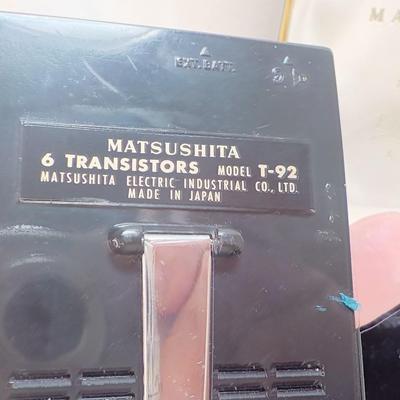 EXT. BATT.
MATSUSHITA
6 TRANSISTORS MODEL T-92
MATSUSHITA ELECTRIC INDUSTRIAL CO., LTD.
MADE IN JAPAN
M A